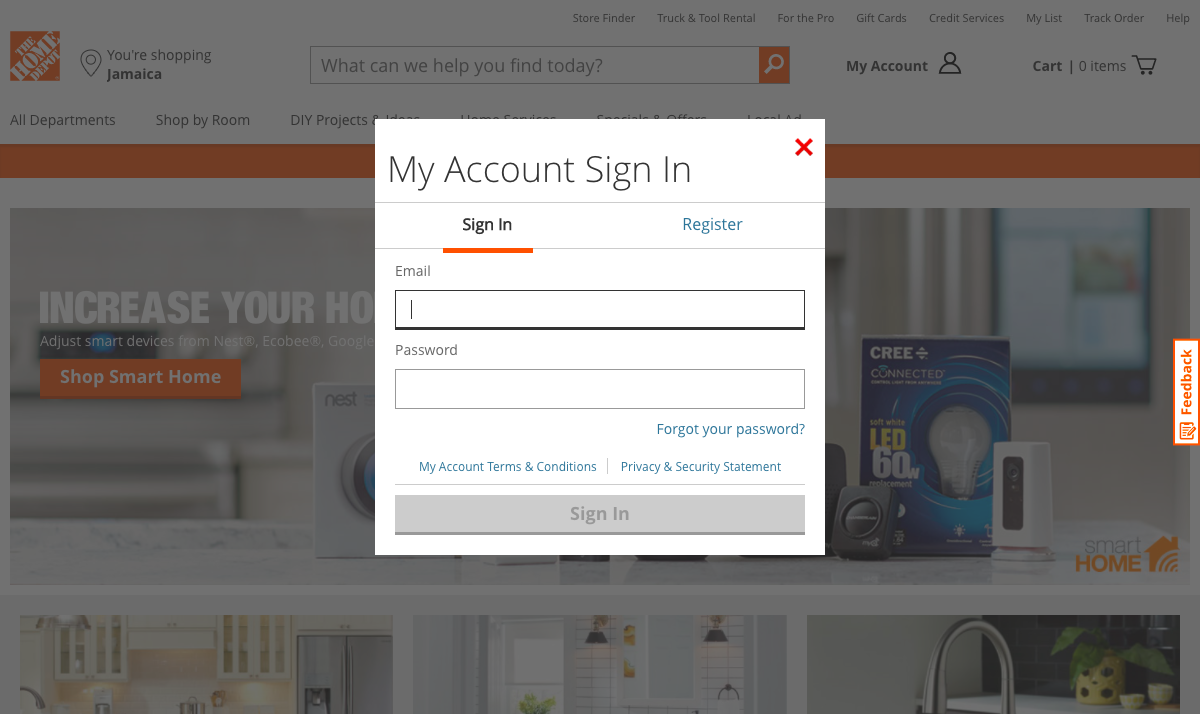 Store Finder Truck & Tool Rental For the Pro Gift Cards Credit Services My List Track Order Help
THE HOME DEPOT
You're shopping
Jamaica
What can we help you find today?
My Account
Cart | 0 items
All Departments Shop by Room DIY Projects & Ideas Home Services Specials & Offers Local Ad
My Account Sign In
Sign In Register
Email
Password
Forgot your password?
My Account Terms & Conditions Privacy & Security Statement
Sign In
INCREASE YOUR HO
Adjust smart devices from Nest®, Ecobee®, Google
Shop Smart Home
nest
CREE
CONNECTED
soft white
LED
60W
replacement
smart
HOME
Feedback